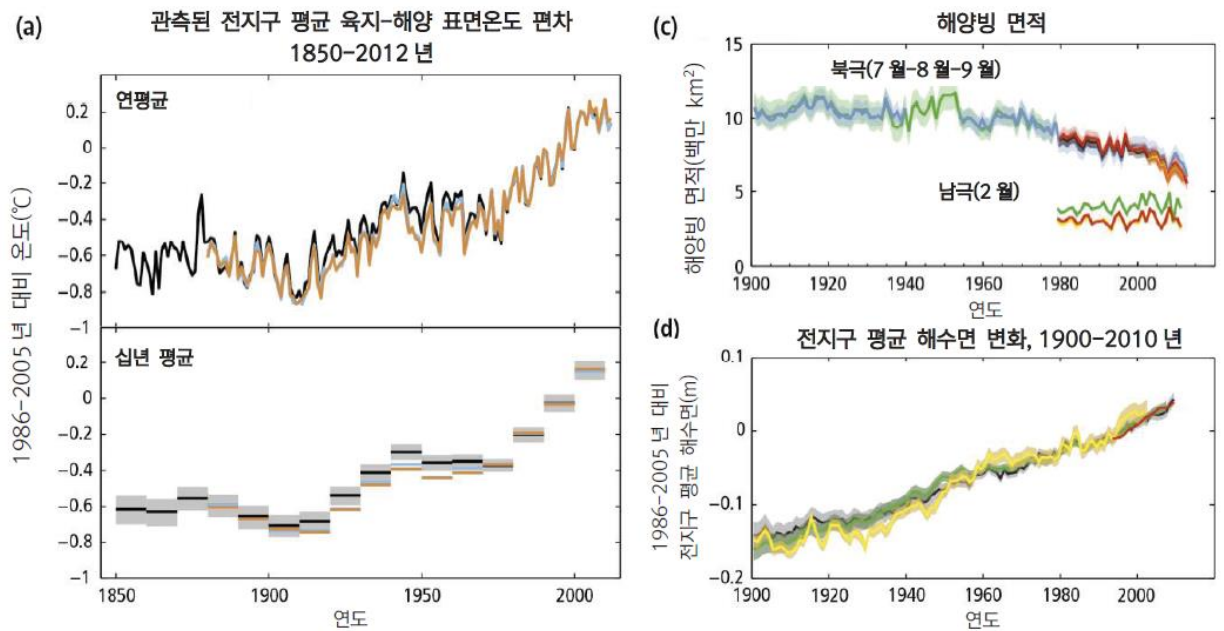 (a)
관측된 전지구 평균 육지-해양 표면온도 편차
1850-2012 년
연평균
0.2
0
-0.2
-0.4
-0.6
-0.8
-1
십년 평균
0.2
0
-0.2
-0.4
-0.6
-0.8
-1
1986-2005년 대비 온도(℃)
1850
1900
1950
2000
연도
(c)
해양빙 면적
북극(7 월-8 월-9 월)
남극(2 월)
해양빙 면적(백만 km²)
15
10
5
0
1900
1920
1940
1960
1980
2000
연도
(d)
전지구 평균 해수면 변화, 1900-2010 년
1986-2005 년 대비
전지구 평균 해수면(m)
0.1
0
-0.1
-0.2
1900
1920
1940
1960
1980
2000
연도